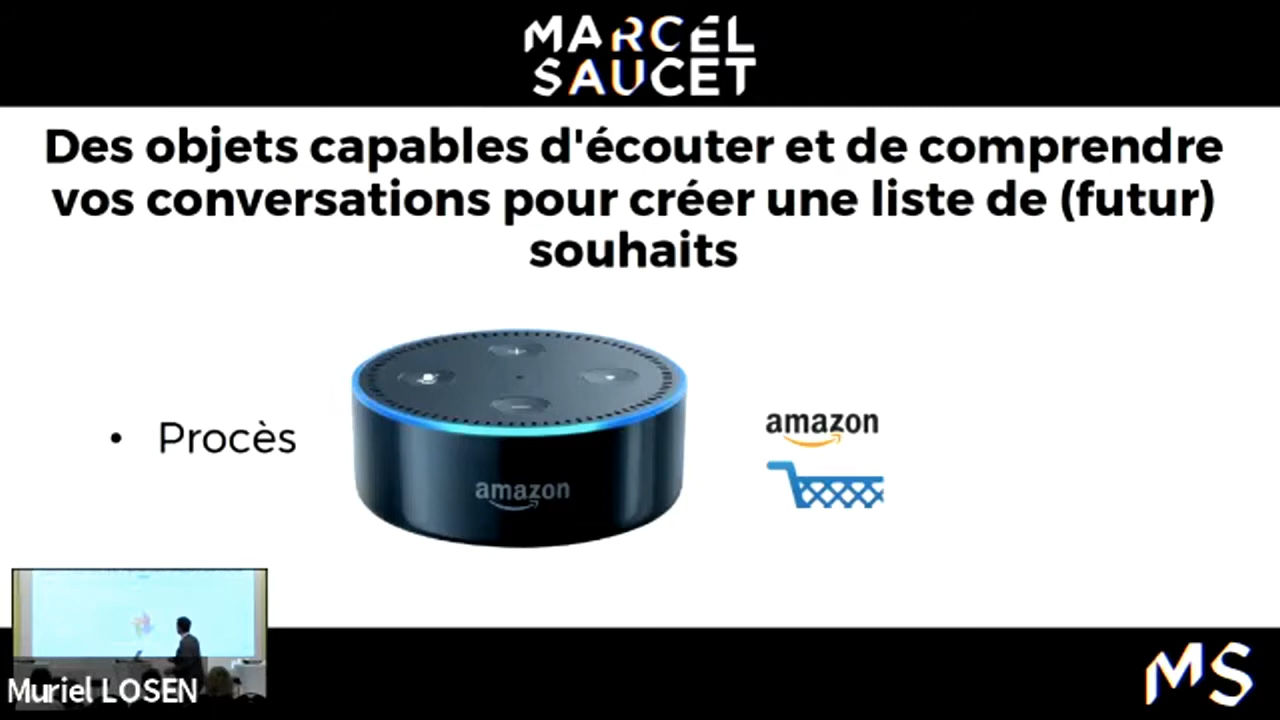 MARCEL
SAUCET
Des objets capables d'écouter et de comprendre
vos conversations pour créer une liste de (futur)
souhaits
• Procès
amazon
amazon
Muriel LOSEN
MS